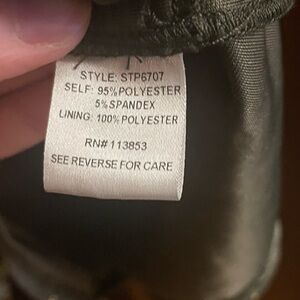 STYLE: STP6707
SELF: 95%POLYESTER
5%SPANDEX
LINING: 100%POLYESTER
RN#113853
SEE REVERSE FOR CARE